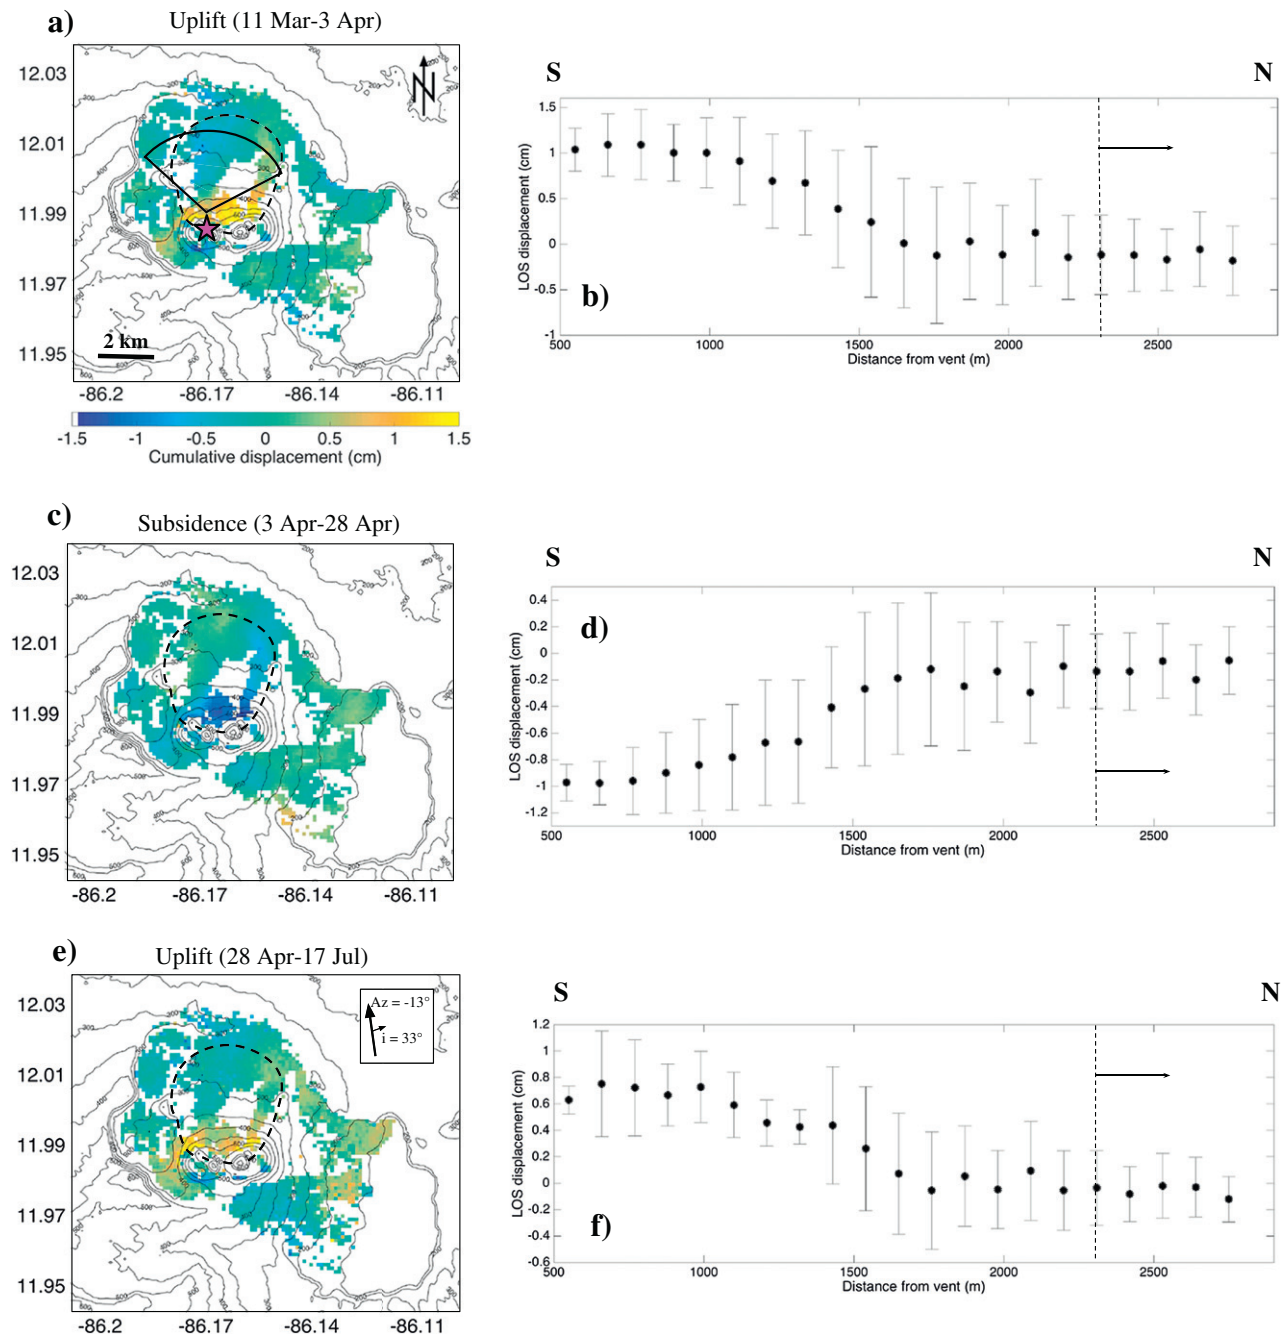 a)
Uplift (11 Mar-3 Apr)
12.03
12.01
11.99
11.97
11.95
N
2 km
-86.2
-86.17
-86.14
-86.11
-1.5
-1
-0.5
0
0.5
1
1.5
Cumulative displacement (cm)
S
N
b)
1.5
1
0.5
0
-0.5
-1
LOS displacement (cm)
500
1000
1500
2000
2500
Distance from vent (m)
c)
Subsidence (3 Apr-28 Apr)
12.03
12.01
11.99
11.97
11.95
-86.2
-86.17
-86.14
-86.11
S
N
d)
0.4
0.2
0
-0.2
-0.4
-0.6
-0.8
-1
-1.2
LOS displacement (cm)
500
1000
1500
2000
2500
Distance from vent (m)
e)
Uplift (28 Apr-17 Jul)
Az = -13°
i = 33°
12.03
12.01
11.99
11.97
11.95
-86.2
-86.17
-86.14
-86.11
S
N
f)
1.2
1
0.8
0.6
0.4
0.2
0
-0.2
-0.4
-0.6
LOS displacement (cm)
500
1000
1500
2000
2500
Distance from vent (m)